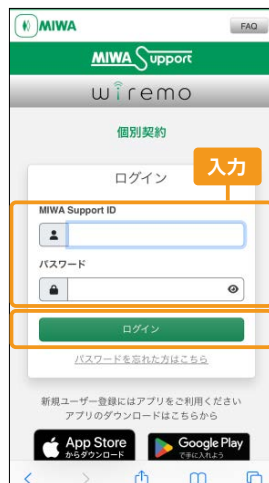 MIWA
FAQ
MIWA Support
wiremo
個別契約
ログイン
入力
MIWA Support ID
パスワード
ログイン
パスワードを忘れた方はこちら
新規ユーザー登録にはアプリをご利用ください
アプリのダウンロードはこちらから
App Store
からダウンロード
Google Play
で手に入れよう